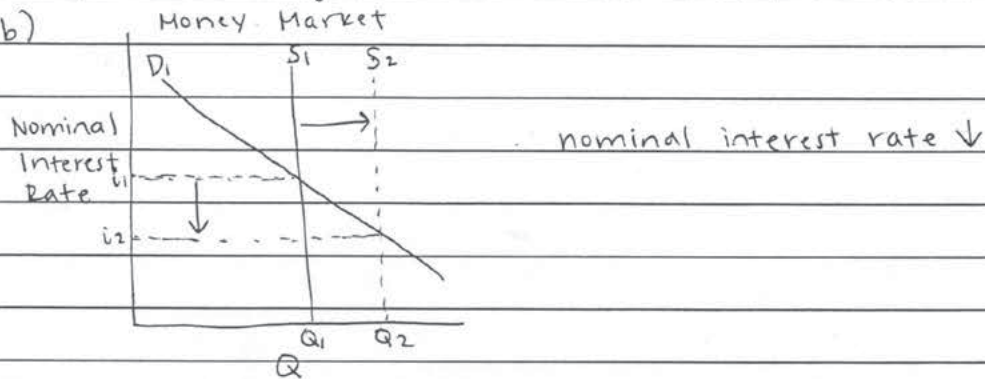 b)
Money Market
D1
S1
S2
Nominal
Interest
Rate
i1
nominal interest rate ↓
i2
Q1
Q2
Q